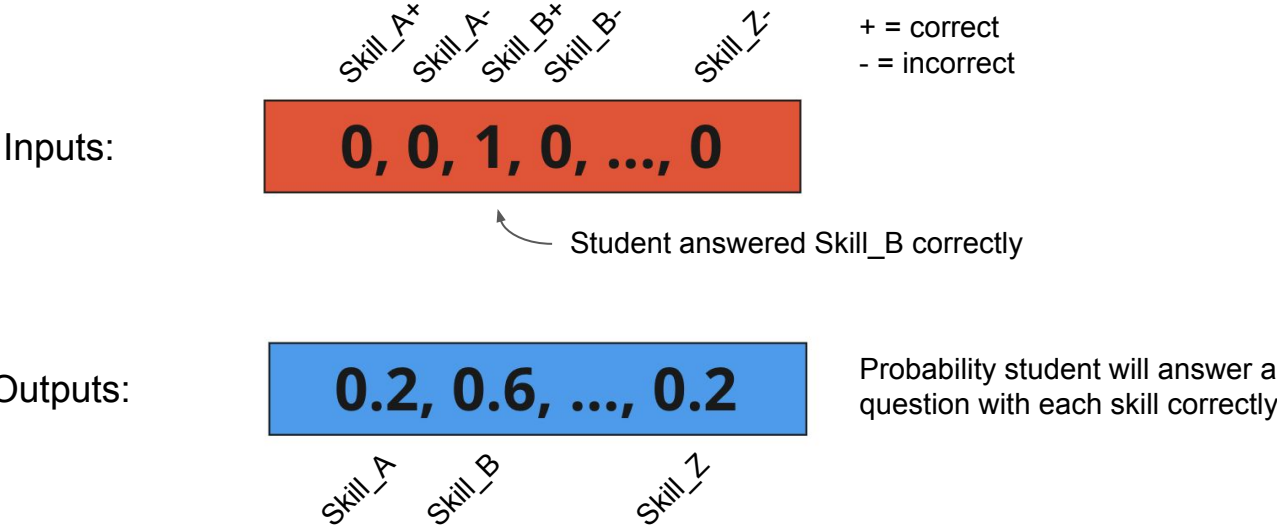 Skill_A+ Skill_A- Skill_B+ Skill_B- Skill_Z-
+ = correct
- = incorrect
Inputs:
0, 0, 1, 0, ..., 0
Student answered Skill_B correctly
Outputs:
0.2, 0.6, ..., 0.2
Probability student will answer a
question with each skill correctly
Skill_A Skill_B Skill_Z